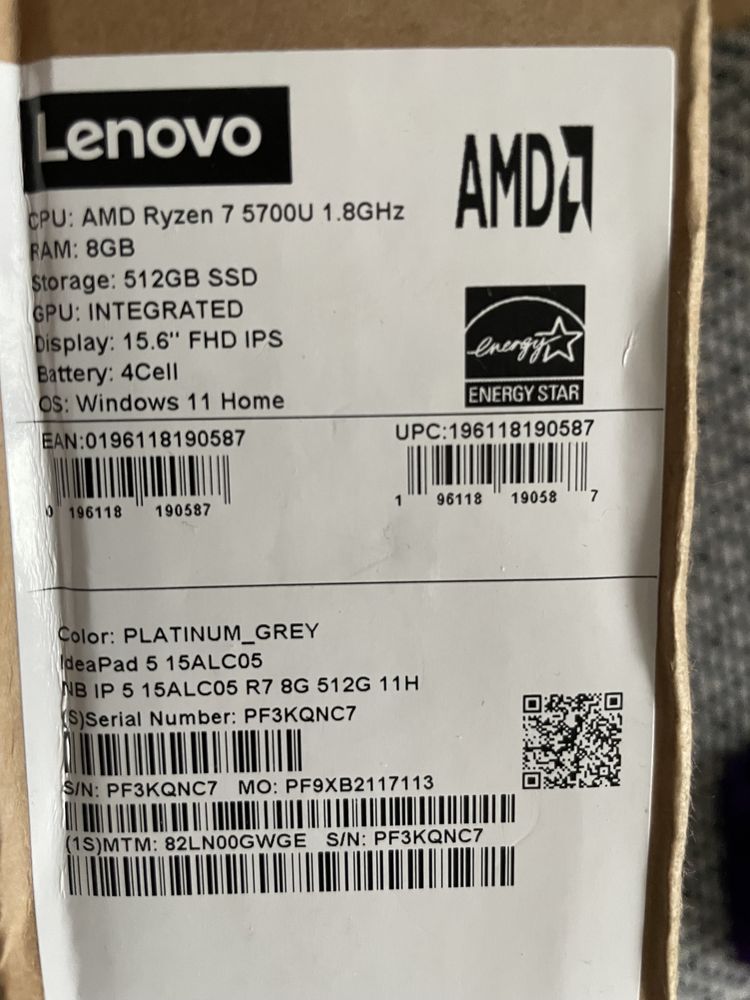 Lenovo
AMD
CPU: AMD Ryzen 7 5700U 1.8GHz
RAM: 8GB
Storage: 512GB SSD
GPU: INTEGRATED
Display: 15.6" FHD IPS
Battery: 4Cell
OS: Windows 11 Home
energy
ENERGY STAR
EAN:0196118190587
0 196118 190587
UPC:196118190587
1 96118 19058 7
Color: PLATINUM_GREY
IdeaPad 5 15ALC05
NB IP 5 15ALC05 R7 8G 512G 11H
(S)Serial Number: PF3KQNC7
S/N: PF3KQNC7 MO: PF9XB2117113
(1S)MTM: 82LN00GWGE S/N: PF3KQNC7